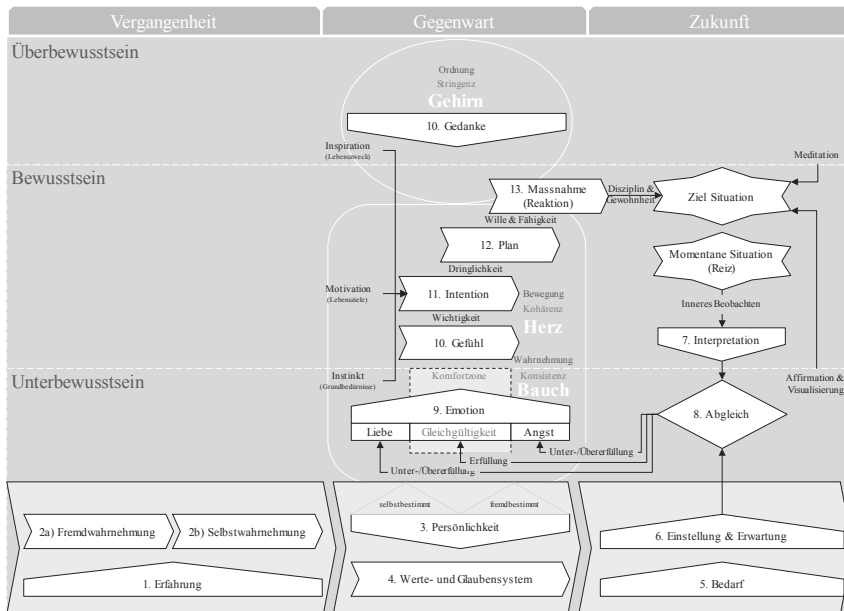 Vergangenheit
Gegenwart
Zukunft
Überbewusstsein
Ordnung
Stringenz
Gehirn
10. Gedanke
Inspiration
(Lebenszweck)
Meditation
Bewusstsein
13. Massnahme
(Reaktion)
Disziplin &
Gewohnheit
Ziel Situation
Wille & Fähigkeit
12. Plan
Momentane Situation
(Reiz)
Dringlichkeit
Motivation
(Lebensziele)
11. Intention
Bewegung
Kohärenz
Herz
Inneres Beobachten
Wichtigkeit
10. Gefühl
7. Interpretation
Wahrnehmung
Instinkt
(Grundbedürnisse)
Unterbewusstsein
Komfortzone
Konsistenz
Bauch
Affirmation &
Visualisierung
9. Emotion
8. Abgleich
Liebe
Gleichgültigkeit
Angst
Unter-/Übererfüllung
Erfüllung
Unter-/Übererfüllung
selbstbestimmt
fremdbestimmt
2a) Fremdwahrnehmung
2b) Selbstwahrnehmung
3. Persönlichkeit
6. Einstellung & Erwartung
1. Erfahrung
4. Werte- und Glaubensystem
5. Bedarf